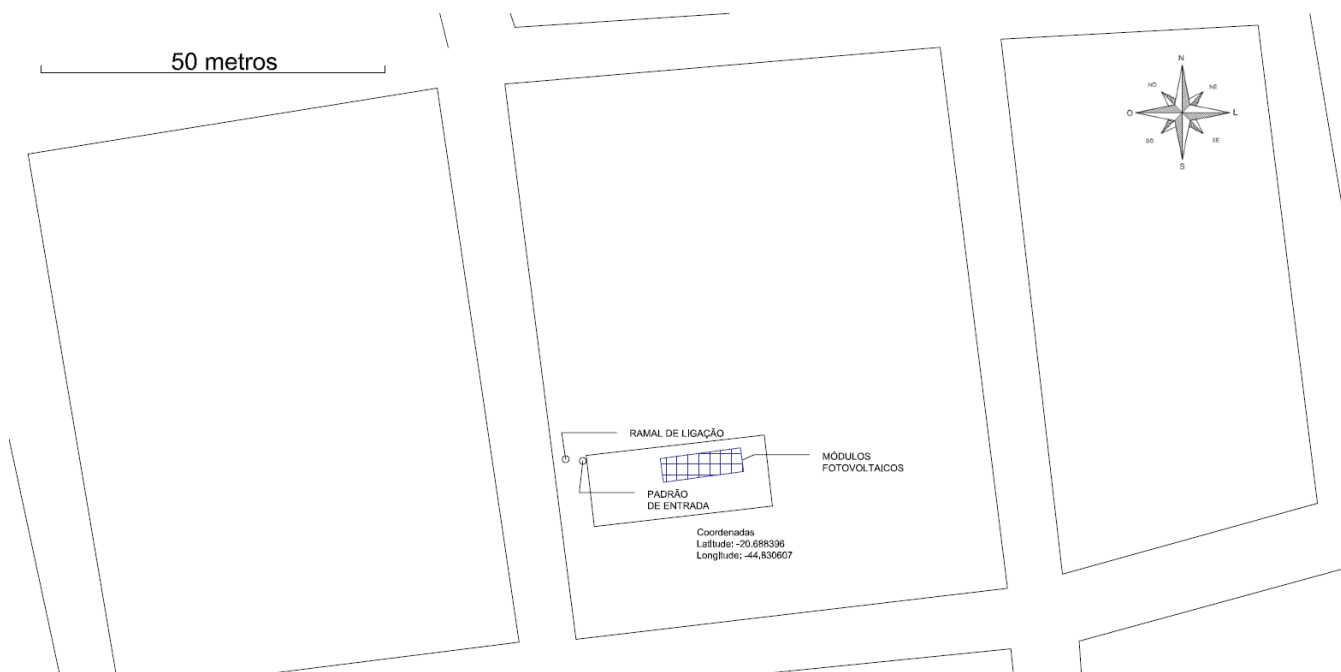 50 metros
N
NO
NE
O
L
SO
SE
S
RAMAL DE LIGAÇÃO
MÓDULOS
FOTOVOLTAICOS
PADRÃO
DE ENTRADA
Coordenadas
Latitude: -20.688396
Longitude: -44.830607